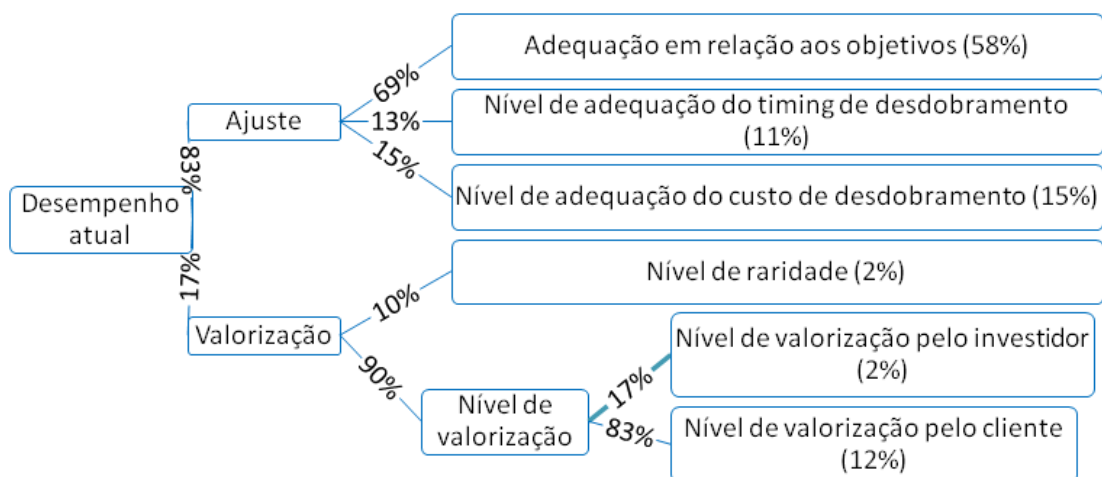 Adequação em relação aos objetivos (58%)
69%
Ajuste
13%
Nível de adequação do timing de desdobramento
(11%)
15%
83%
Nível de adequação do custo de desdobramento (15%)
Desempenho
atual
17%
Nível de raridade (2%)
10%
Valorização
90%
Nível de valorização pelo investidor
(2%)
17%
Nível de
valorização
83%
Nível de valorização pelo cliente
(12%)